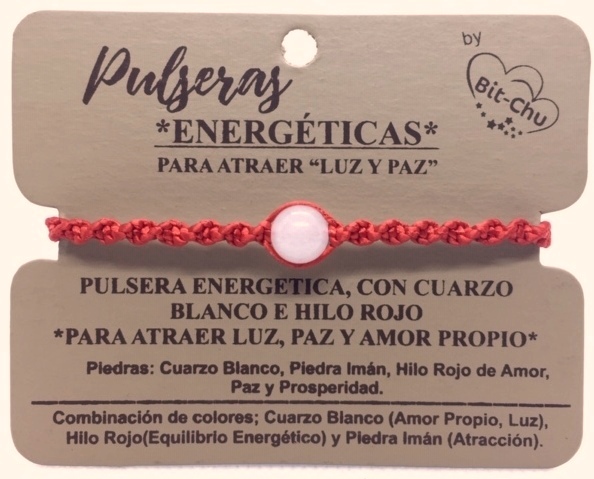 Pulseras
by
Bit-Chu
*ENERGÉTICAS*
PARA ATRAER “LUZ Y PAZ”
PULSERA ENERGETICA, CON CUARZO
BLANCO E HILO ROJO
*PARA ATRAER LUZ, PAZ Y AMOR PROPIO*
Piedras: Cuarzo Blanco, Piedra Imán, Hilo Rojo de Amor,
Paz y Prosperidad.
Combinación de colores; Cuarzo Blanco (Amor Propio, Luz),
Hilo Rojo(Equilibrio Energético) y Piedra Imán (Atracción).